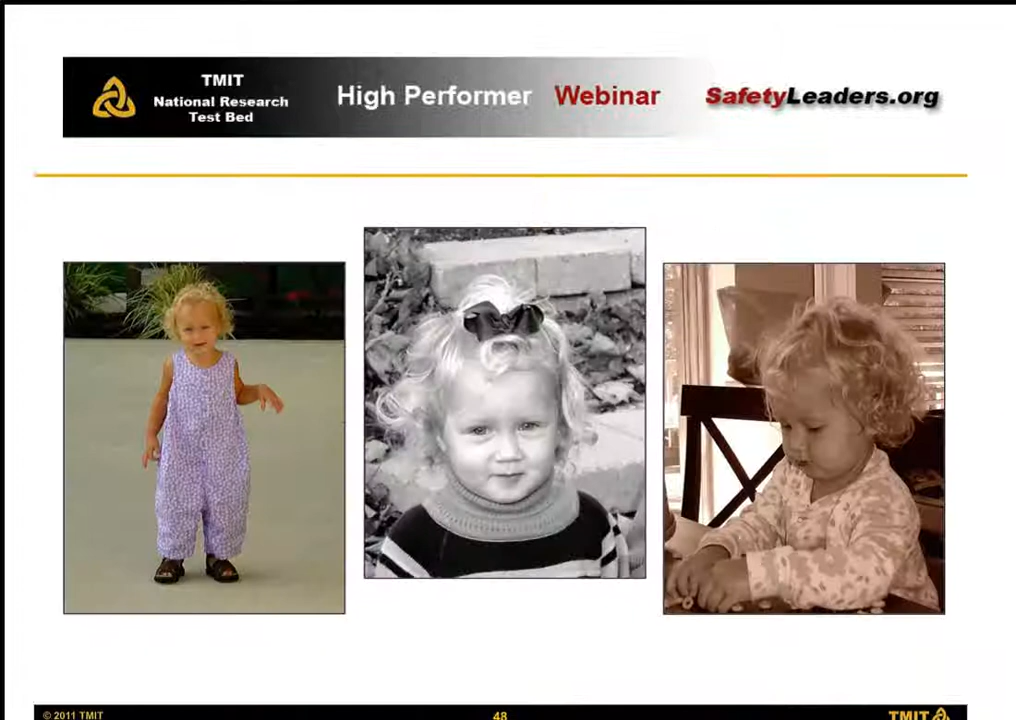 TMIT
National Research
Test Bed
High Performer Webinar
SafetyLeaders.org
© 2011 TMIT
48
TMIT